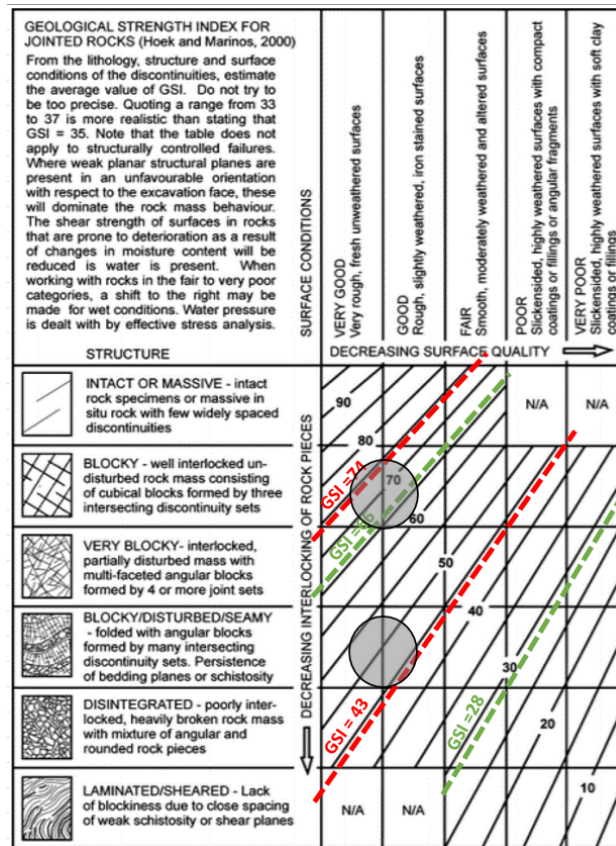 GEOLOGICAL STRENGTH INDEX FOR
JOINTED ROCKS (Hoek and Marinos, 2000)
From the lithology, structure and surface
conditions of the discontinuities, estimate
the average value of GSI. Do not try to
be too precise. Quoting a range from 33
to 37 is more realistic than stating that
GSI = 35. Note that the table does not
apply to structurally controlled failures.
Where weak planar structural planes are
present in an unfavourable orientation
with respect to the excavation face, these
will dominate the rock mass behaviour.
The shear strength of surfaces in rocks
that are prone to deterioration as a result
of changes in moisture content will be
reduced is water is present. When
working with rocks in the fair to very poor
categories, a shift to the right may be
made for wet conditions. Water pressure
is dealt with by effective stress analysis.
STRUCTURE
SURFACE CONDITIONS
VERY GOOD
Very rough, fresh unweathered surfaces
GOOD
Rough, slightly weathered, iron stained surfaces
FAIR
Smooth, moderately weathered and altered surfaces
POOR
Slickensided, highly weathered surfaces with compact
coatings or fillings or angular fragments
VERY POOR
Slickensided, highly weathered surfaces with soft clay
coatings or fillings
DECREASING SURFACE QUALITY
DECREASING INTERLOCKING OF ROCK PIECES
INTACT OR MASSIVE - intact
rock specimens or massive in
situ rock with few widely spaced
discontinuities
BLOCKY - well interlocked un-
disturbed rock mass consisting
of cubical blocks formed by three
intersecting discontinuity sets
VERY BLOCKY- interlocked,
partially disturbed mass with
multi-faceted angular blocks
formed by 4 or more joint sets
BLOCKY/DISTURBED/SEAMY
- folded with angular blocks
formed by many intersecting
discontinuity sets. Persistence
of bedding planes or schistosity
DISINTEGRATED - poorly inter-
locked, heavily broken rock mass
with mixture of angular and
rounded rock pieces
LAMINATED/SHEARED - Lack
of blockiness due to close spacing
of weak schistosity or shear planes
90
80
70
60
50
40
30
20
10
N/A
N/A
N/A
N/A
GSI = 74
GSI =
GSI = 43
GSI =28